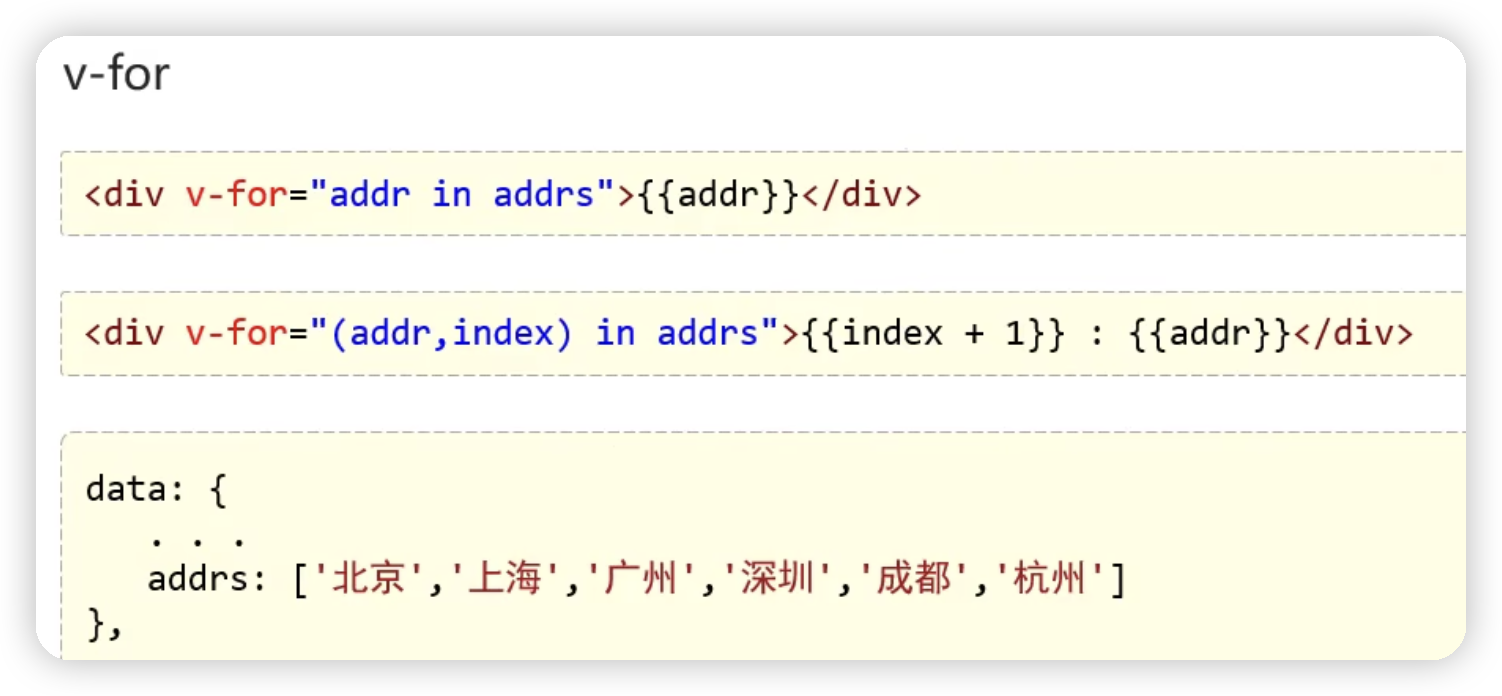 v-for
<div v-for="addr in addrs">{{addr}}</div>
<div v-for="(addr,index) in addrs">{{index + 1}} : {{addr}}</div>
data: {
. . .
addrs: ['北京','上海','广州','深圳','成都','杭州']
},